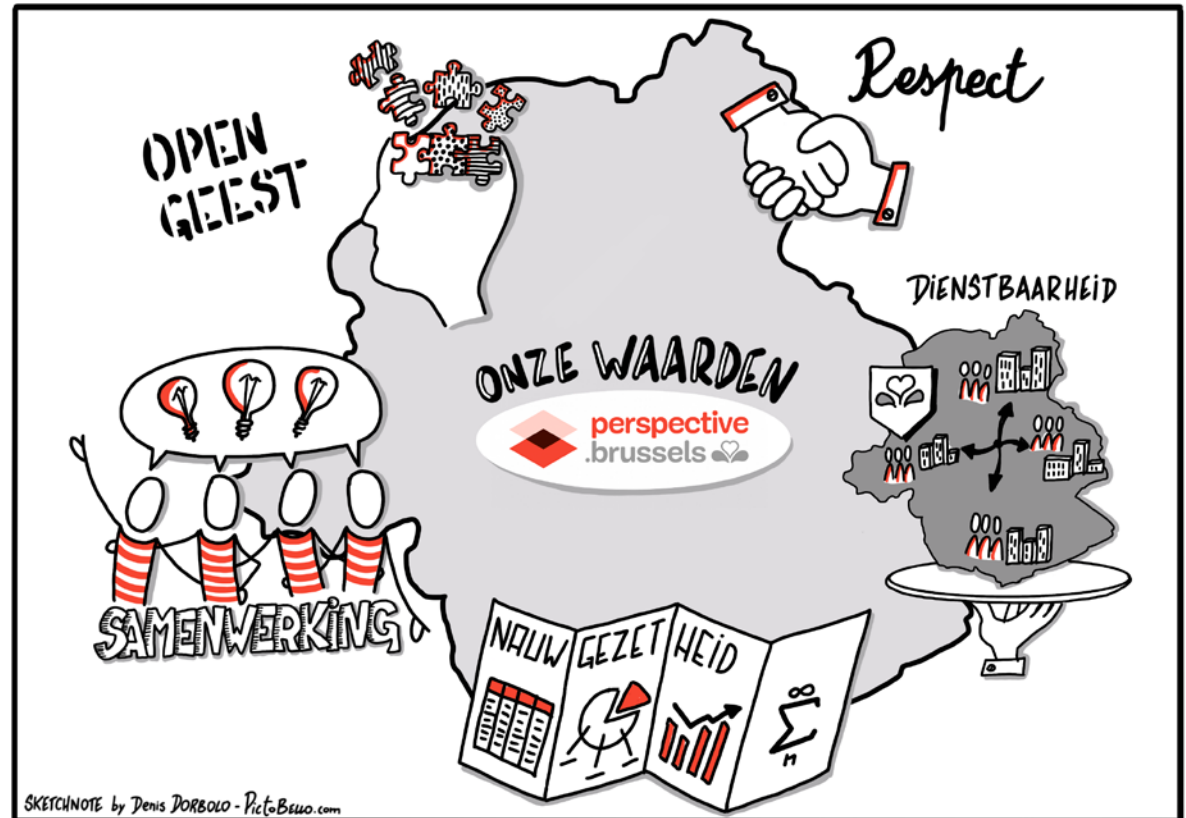 OPEN
GEEST
Respect
DIENSTBAARHEID
ONZE WAARDEN
perspective
.brussels
SAMENWERKING
NAUW GEZET HEID
∞
Σ
n
SKETCHNOTE by Denis DORBOLO - PictoBello.com